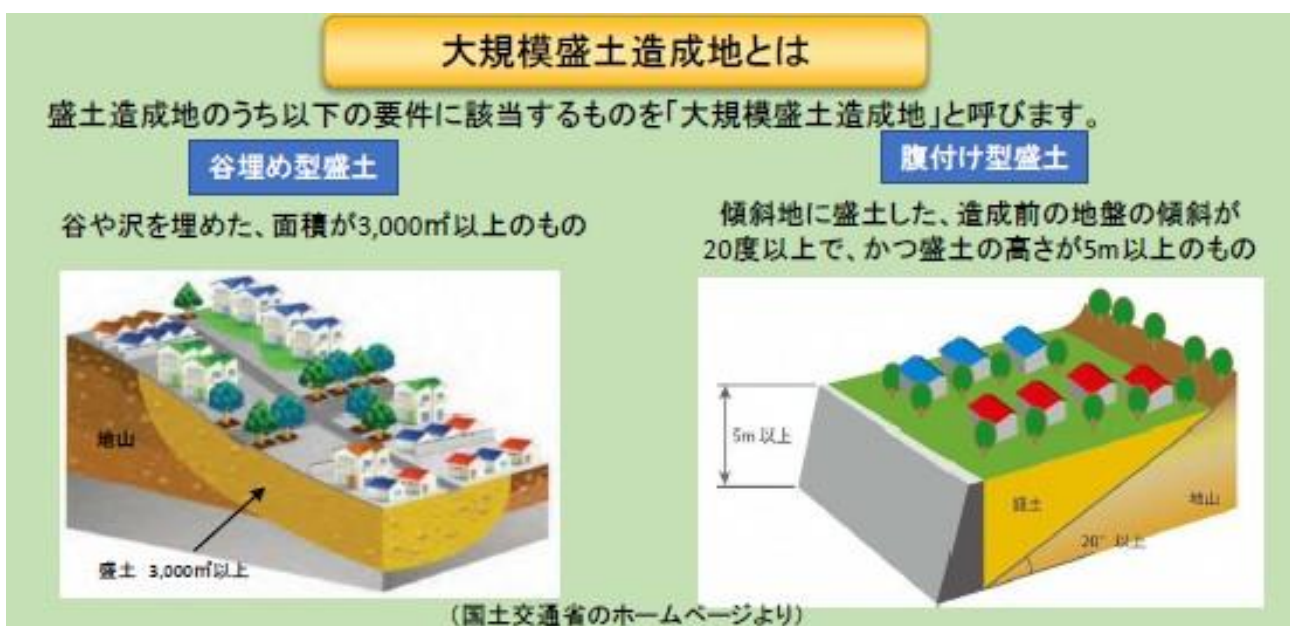 大規模盛土造成地とは
盛土造成地のうち以下の要件に該当するものを「大規模盛土造成地」と呼びます。
谷埋め型盛土
谷や沢を埋めた、面積が3,000㎡以上のもの
地山
盛土 3,000㎡以上
腹付け型盛土
傾斜地に盛土した、造成前の地盤の傾斜が
20度以上で、かつ盛土の高さが5m以上のもの
5m 以上
盛土
地山
20° 以上
（国土交通省のホームページより）